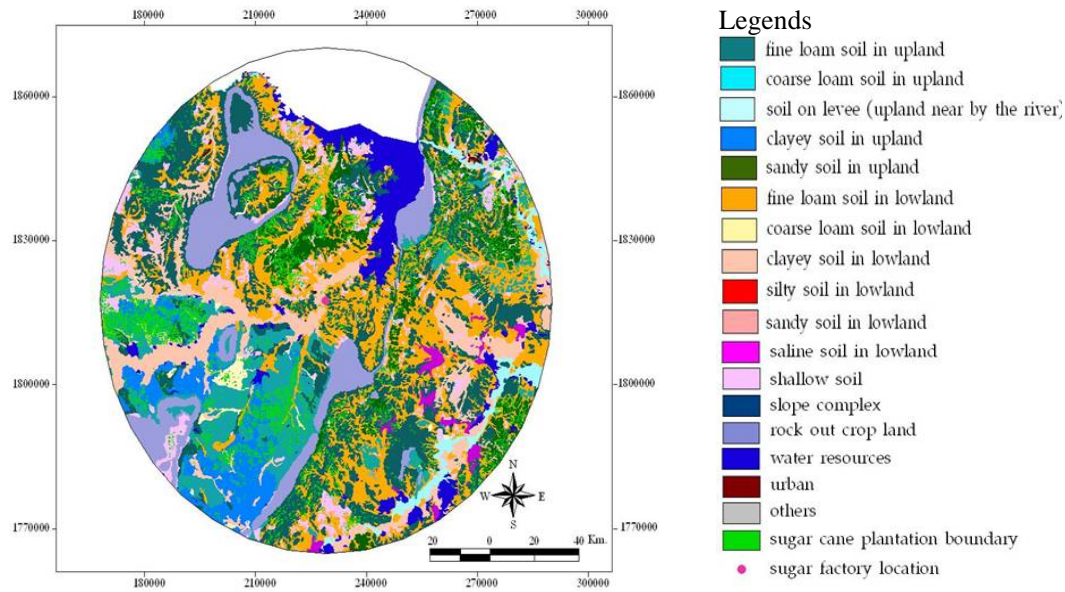 Legends
180000 210000 240000 270000 300000
1860000 1860000
1830000 1830000
1800000 1800000
1770000 1770000
N
W E
S
20 0 20 40 Km.
180000 210000 240000 270000 300000
fine loam soil in upland
coarse loam soil in upland
soil on levee (upland near by the river)
clayey soil in upland
sandy soil in upland
fine loam soil in lowland
coarse loam soil in lowland
clayey soil in lowland
silty soil in lowland
sandy soil in lowland
saline soil in lowland
shallow soil
slope complex
rock out crop land
water resources
urban
others
sugar cane plantation boundary
sugar factory location